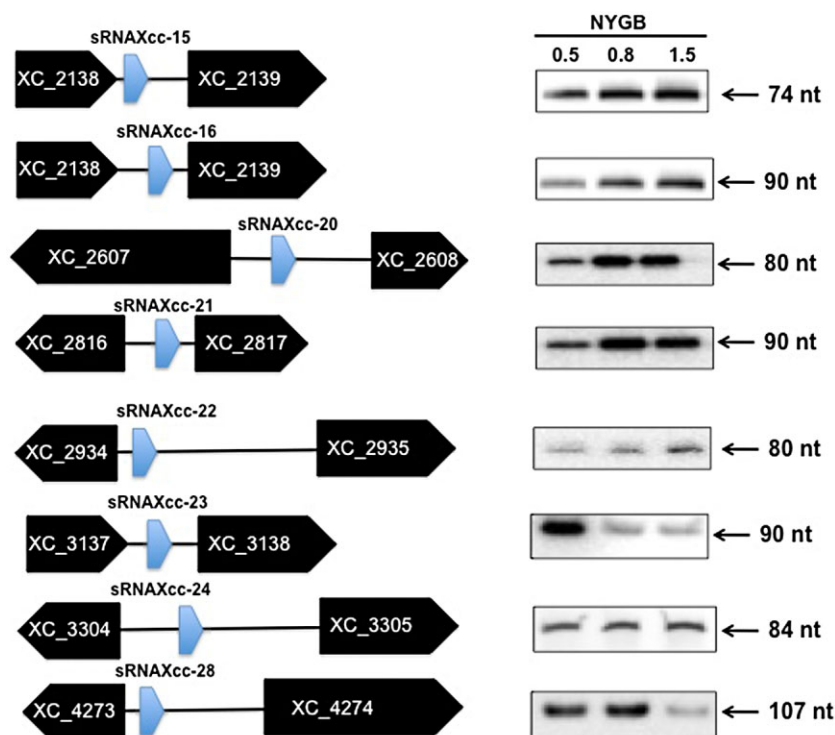 NYGB
0.5 0.8 1.5
sRNAXcc-15
XC_2138 XC_2139 74 nt
sRNAXcc-16
XC_2138 XC_2139 90 nt
sRNAXcc-20
XC_2607 XC_2608 80 nt
sRNAXcc-21
XC_2816 XC_2817 90 nt
sRNAXcc-22
XC_2934 XC_2935 80 nt
sRNAXcc-23
XC_3137 XC_3138 90 nt
sRNAXcc-24
XC_3304 XC_3305 84 nt
sRNAXcc-28
XC_4273 XC_4274 107 nt